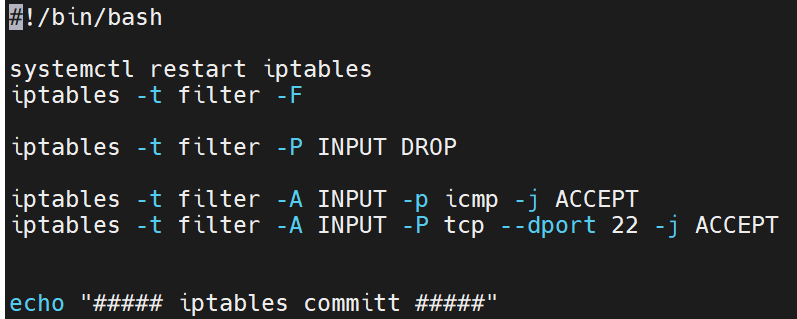 #!/bin/bash
systemctl restart iptables
iptables -t filter -F
iptables -t filter -P INPUT DROP
iptables -t filter -A INPUT -p icmp -j ACCEPT
iptables -t filter -A INPUT -P tcp --dport 22 -j ACCEPT
echo "##### iptables committ #####"